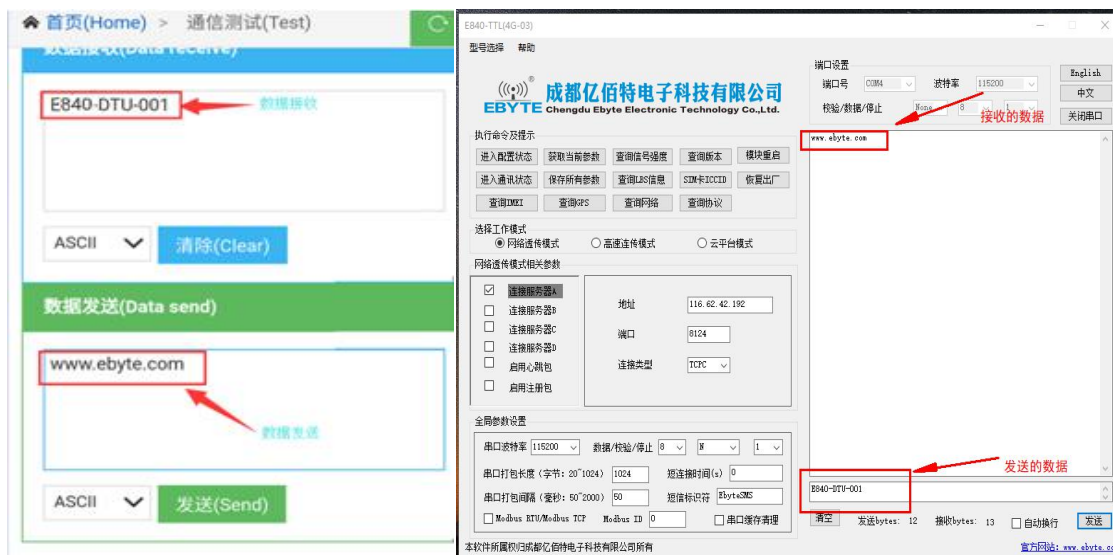 首页(Home) > 通信测试(Test)
数据接收(Data receive)
E840-DTU-001
数据接收
ASCII
清除(Clear)
数据发送(Data send)
www.ebyte.com
数据发送
ASCII
发送(Send)
E840-TTL(4G-03)
型号选择 帮助
((•))®
EBYTE
成都亿佰特电子科技有限公司
Chengdu Ebyte Electronic Technology Co.,Ltd.
执行命令及提示
进入配置状态 获取当前参数 查询信号强度 查询版本 模块重启
进入通讯状态 保存所有参数 查询LBS信息 SIM卡ICCID 恢复出厂
查询IMEI 查询GPS 查询网络 查询协议
选择工作模式
网络透传模式 高速连传模式 云平台模式
网络透传模式相关参数
连接服务器A
连接服务器B
连接服务器C
连接服务器D
启用心跳包
启用注册包
地址 116.62.42.192
端口 8124
连接类型 TCPC
全局参数设置
串口波特率 115200 数据/校验/停止 8 N 1
串口打包长度 (字节: 20~1024) 1024 短连接时间(s) 0
串口打包间隔 (毫秒: 50~2000) 50 短信标识符 EbyteSMS
Modbus RTU/Modbus TCP Modbus ID 0 串口缓存清理
本软件所属权归成都亿佰特电子科技有限公司所有
端口设置
端口号 COM4 波特率 115200
校验/数据/停止 None 8 1
English
中文
关闭串口
接收的数据
www.ebyte.com
发送的数据
E840-DTU-001
清空 发送bytes: 12 接收bytes: 13 自动换行 发送
官方网站: www.ebyte.co